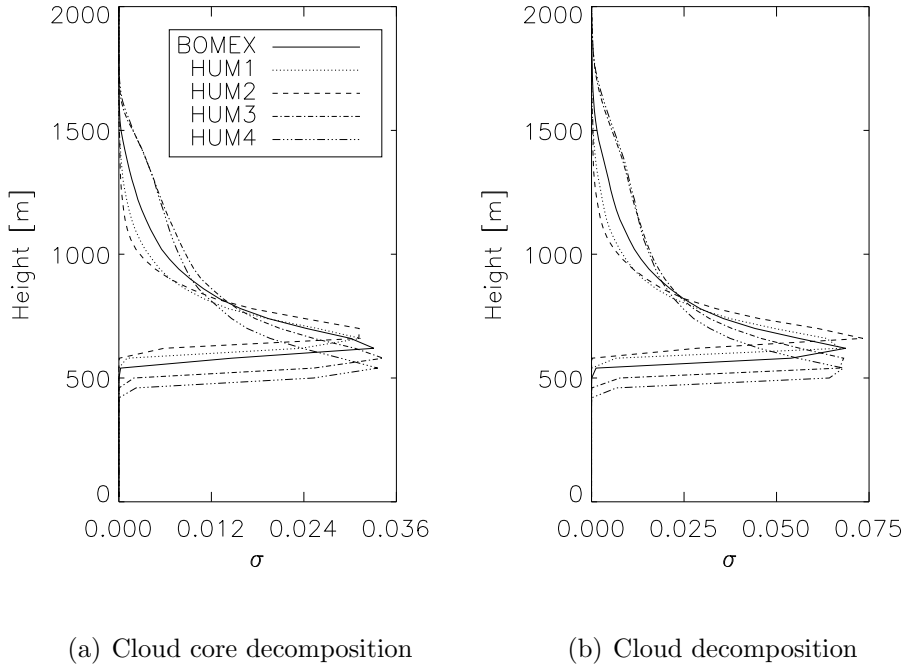 2000
1500
1000
500
0
Height [m]
BOMEX
HUM1
HUM2
HUM3
HUM4
0.000
0.012
0.024
0.036
σ
(a) Cloud core decomposition
2000
1500
1000
500
0
Height [m]
0.000
0.025
0.050
0.075
σ
(b) Cloud decomposition